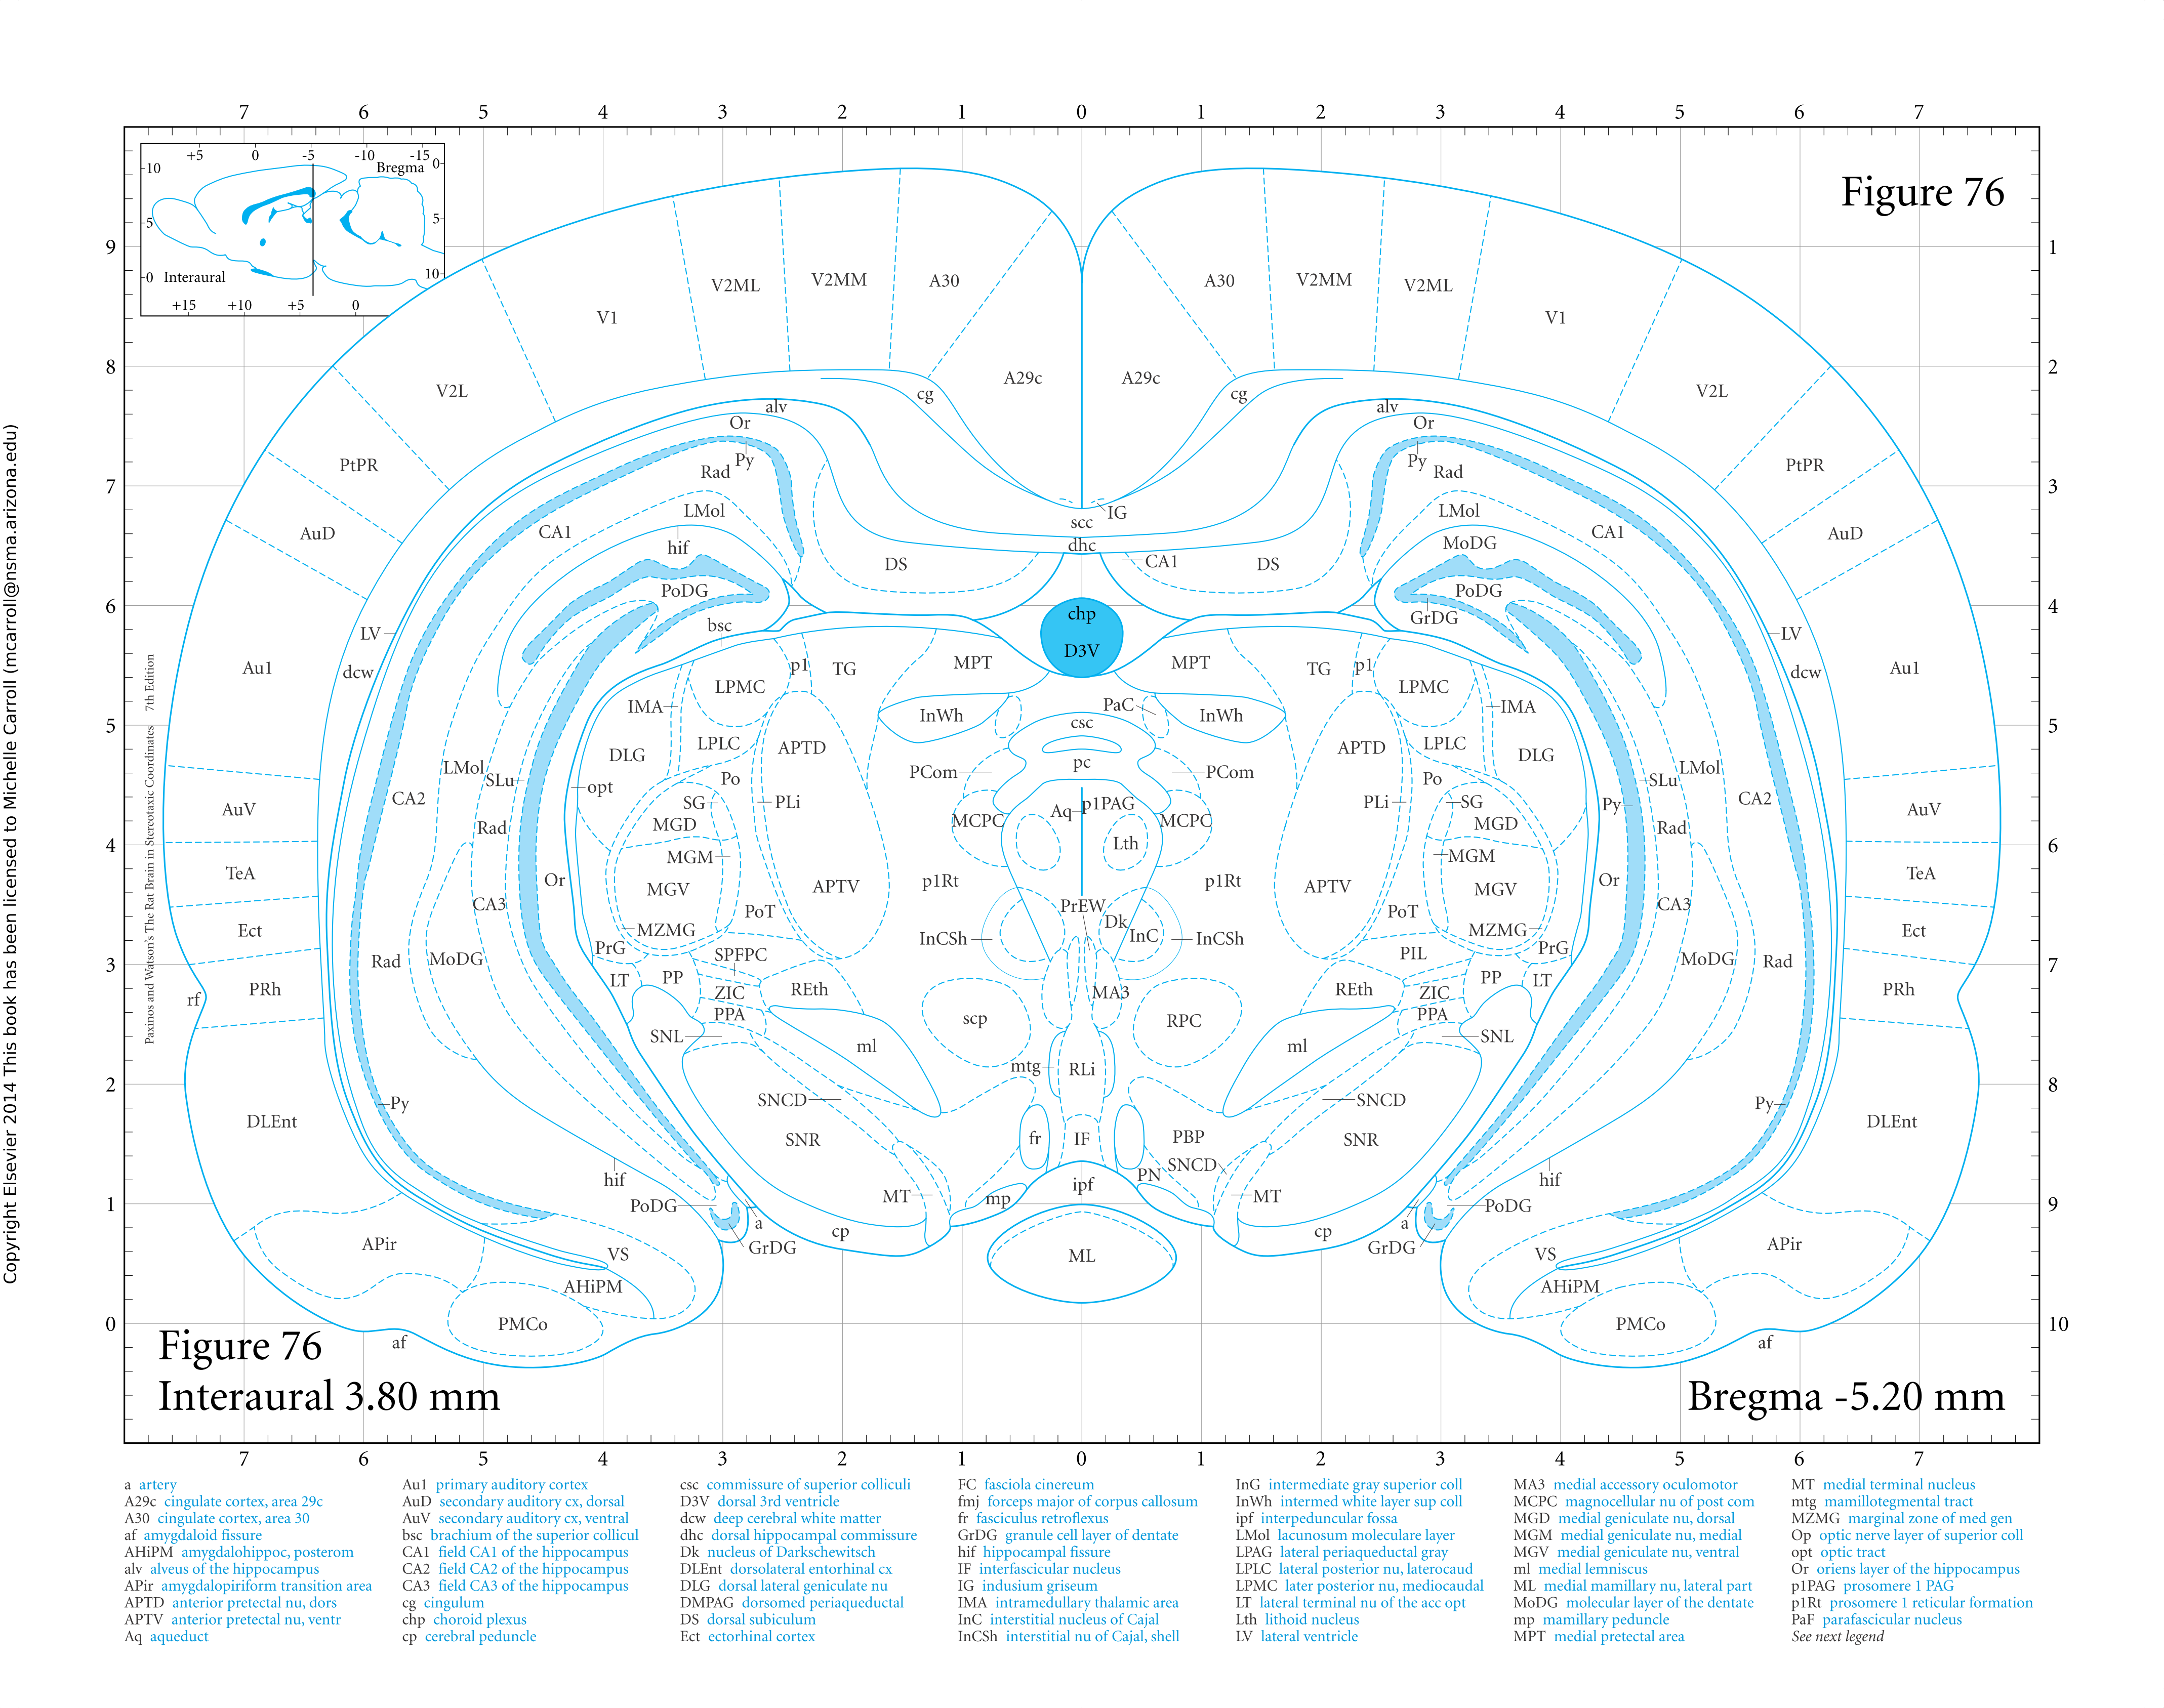 7 6 5 4 3 2 1 0 1 2 3 4 5 6 7
+5 0 -5 -10 -15
10 Bregma 0
Figure 76
5 5
9 1
0 Interaural 10
+15 +10 +5 0
V2ML V2MM A30 A30 V2MM V2ML
V1 V1
8 2
V2L A29c A29c V2L
cg cg
alv alv
Or Or
PtPR Rad Py Py Rad PtPR
7 3
LMol IG LMol
scc
AuD CA1 AuD
CA1 hif dhc MoDG
DS CA1 DS
PoDG PoDG
6 4
chp
GrDG
LV bsc LV
D3V
Au1 dcw p1 TG MPT MPT TG p1 dcw Au1
LPMC LPMC
IMA PaC IMA
InWh InWh
5 csc 5
DLG LPLC APTD APTD LPLC DLG
LMol SLu Po PCom pc PCom Po SLu LMol
opt
AuV CA2 SG PLi Aq p1PAG PLi SG Py CA2 AuV
Rad MGD MCPC MCPC MGD Rad
4 6
Lth
MGM MGM
TeA Or MGV APTV p1Rt p1Rt APTV MGV Or TeA
CA3 PoT PrEW PoT CA3
Dk
Ect MZMG InCSh InC InCSh MZMG Ect
PrG SPFPC PIL PrG
3 Rad MoDG MoDG Rad 7
LT PP PP LT
rf PRh ZIC REth MA3 REth ZIC PRh
PPA scp RPC PPA
SNL ml ml SNL
mtg RLi
2 8
Py SNCD SNCD Py
DLEnt DLEnt
SNR fr IF PBP SNR
PN SNCD
hif ipf hif
MT mp MT
1 PoDG PoDG 9
a a
cp cp
APir VS GrDG ML GrDG VS APir
AHiPM AHiPM
0 PMCo PMCo 10
af af
Figure 76
Interaural 3.80 mm
Bregma -5.20 mm
7 6 5 4 3 2 1 0 1 2 3 4 5 6 7
Paxinos and Watson's The Rat Brain in Stereotaxic Coordinates 7th Edition
Copyright Elsevier 2014 This book has been licensed to Michelle Carroll (mcarroll@nsma.arizona.edu)
a artery
A29c cingulate cortex, area 29c
A30 cingulate cortex, area 30
af amygdaloid fissure
AHiPM amygdalohippoc, posterom
alv alveus of the hippocampus
APir amygdalopiriform transition area
APTD anterior pretectal nu, dors
APTV anterior pretectal nu, ventr
Aq aqueduct
Au1 primary auditory cortex
AuD secondary auditory cx, dorsal
AuV secondary auditory cx, ventral
bsc brachium of the superior collicul
CA1 field CA1 of the hippocampus
CA2 field CA2 of the hippocampus
CA3 field CA3 of the hippocampus
cg cingulum
chp choroid plexus
cp cerebral peduncle
csc commissure of superior colliculi
D3V dorsal 3rd ventricle
dcw deep cerebral white matter
dhc dorsal hippocampal commissure
Dk nucleus of Darkschewitsch
DLEnt dorsolateral entorhinal cx
DLG dorsal lateral geniculate nu
DMPAG dorsomed periaqueductal
DS dorsal subiculum
Ect ectorhinal cortex
FC fasciola cinereum
fmj forceps major of corpus callosum
fr fasciculus retroflexus
GrDG granule cell layer of dentate
hif hippocampal fissure
IF interfascicular nucleus
IG indusium griseum
IMA intramedullary thalamic area
InC interstitial nucleus of Cajal
InCSh interstitial nu of Cajal, shell
InG intermediate gray superior coll
InWh intermed white layer sup coll
ipf interpeduncular fossa
LMol lacunosum moleculare layer
LPAG lateral periaqueductal gray
LPLC lateral posterior nu, laterocaud
LPMC later posterior nu, mediocaudal
LT lateral terminal nu of the acc opt
Lth lithoid nucleus
LV lateral ventricle
MA3 medial accessory oculomotor
MCPC magnocellular nu of post com
MGD medial geniculate nu, dorsal
MGM medial geniculate nu, medial
MGV medial geniculate nu, ventral
ml medial lemniscus
ML medial mamillary nu, lateral part
MoDG molecular layer of the dentate
mp mamillary peduncle
MPT medial pretectal area
MT medial terminal nucleus
mtg mamillotegmental tract
MZMG marginal zone of med gen
Op optic nerve layer of superior coll
opt optic tract
Or oriens layer of the hippocampus
p1PAG prosomere 1 PAG
p1Rt prosomere 1 reticular formation
PaF parafascicular nucleus
See next legend